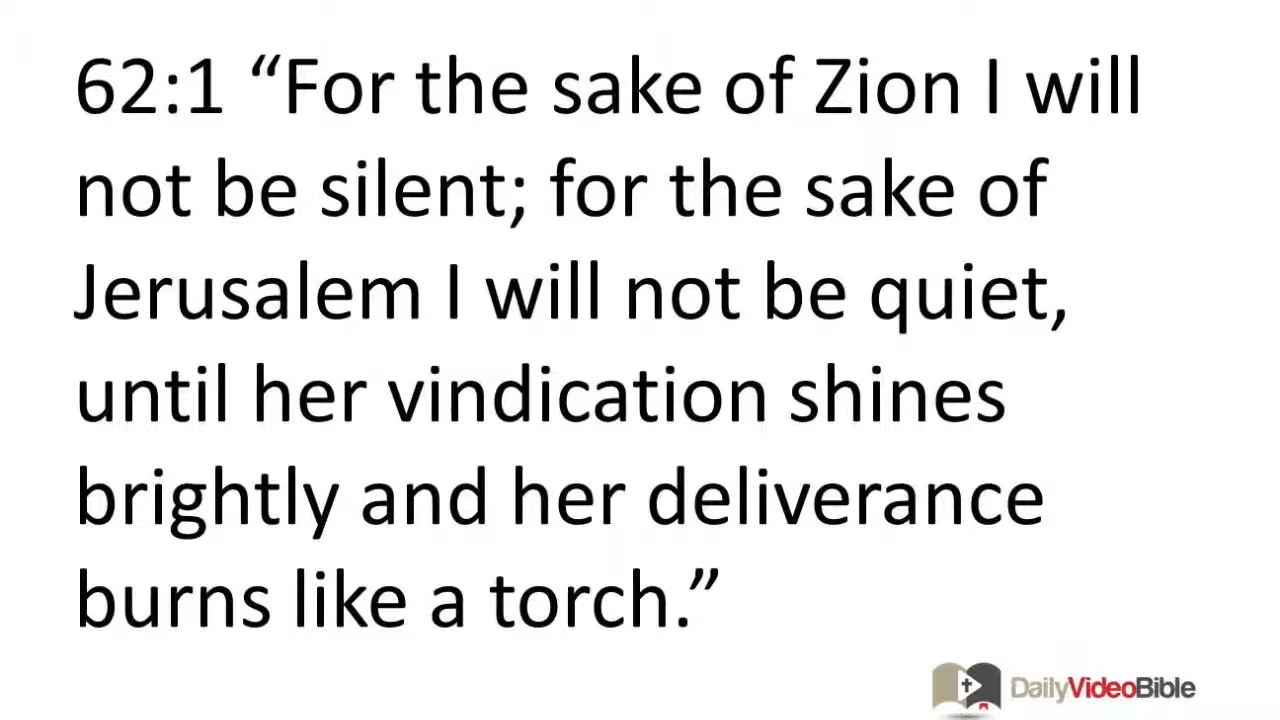 62:1 “For the sake of Zion I will
not be silent; for the sake of
Jerusalem I will not be quiet,
until her vindication shines
brightly and her deliverance
burns like a torch.”
DailyVideoBible